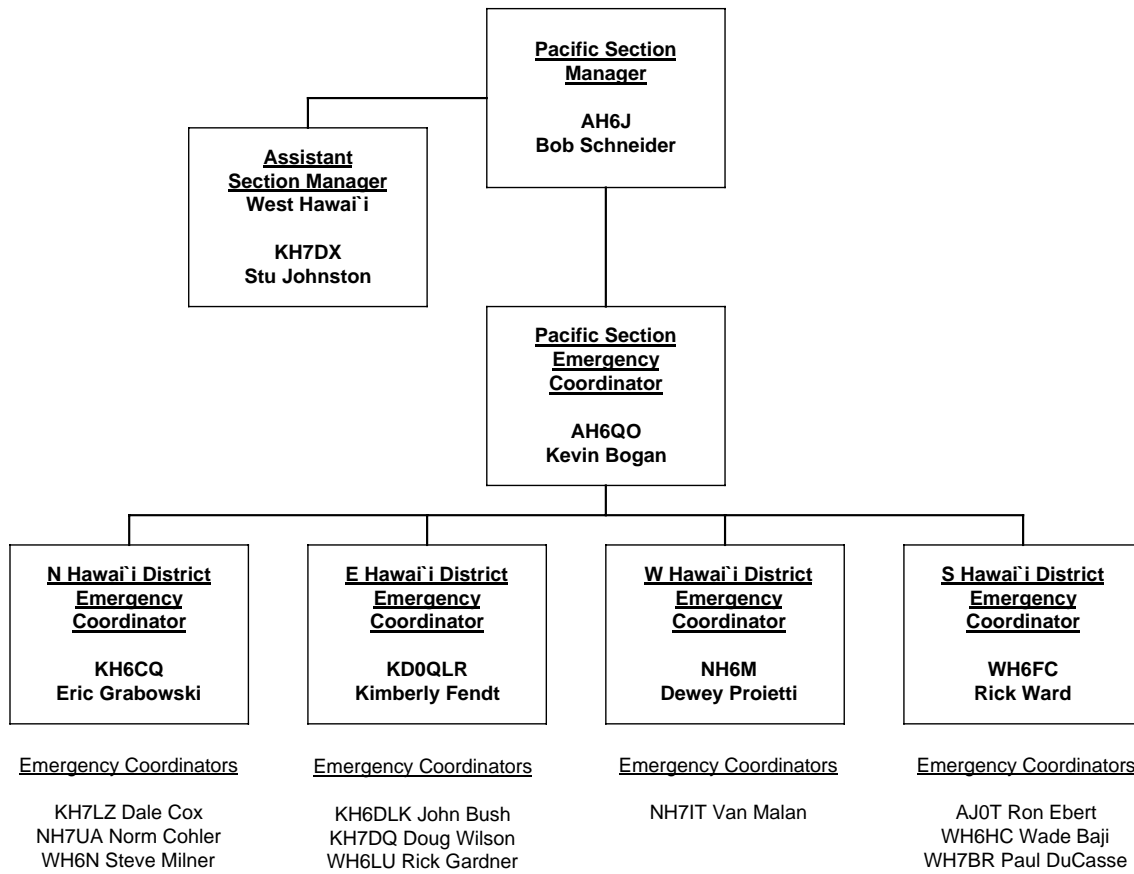 Pacific Section
Manager
AH6J
Bob Schneider
Assistant
Section Manager
West Hawai`i
KH7DX
Stu Johnston
Pacific Section
Emergency
Coordinator
AH6QO
Kevin Bogan
N Hawai`i District
Emergency
Coordinator
KH6CQ
Eric Grabowski
Emergency Coordinators
KH7LZ Dale Cox
NH7UA Norm Cohler
WH6N Steve Milner
E Hawai`i District
Emergency
Coordinator
KD0QLR
Kimberly Fendt
Emergency Coordinators
KH6DLK John Bush
KH7DQ Doug Wilson
WH6LU Rick Gardner
W Hawai`i District
Emergency
Coordinator
NH6M
Dewey Proietti
Emergency Coordinators
NH7IT Van Malan
S Hawai`i District
Emergency
Coordinator
WH6FC
Rick Ward
Emergency Coordinators
AJ0T Ron Ebert
WH6HC Wade Baji
WH7BR Paul DuCasse